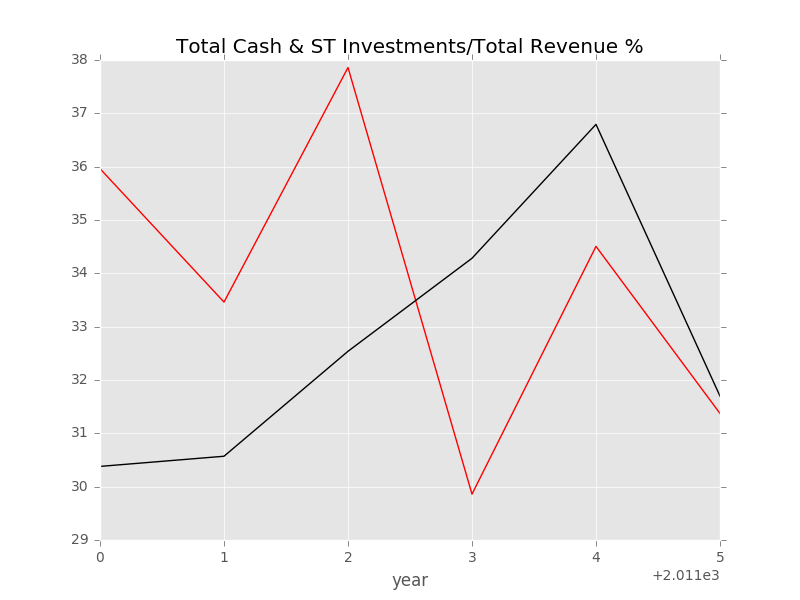 Total Cash & ST Investments/Total Revenue %
38
37
36
35
34
33
32
31
30
29
0 1 2 3 4 5
year
+2.011e3